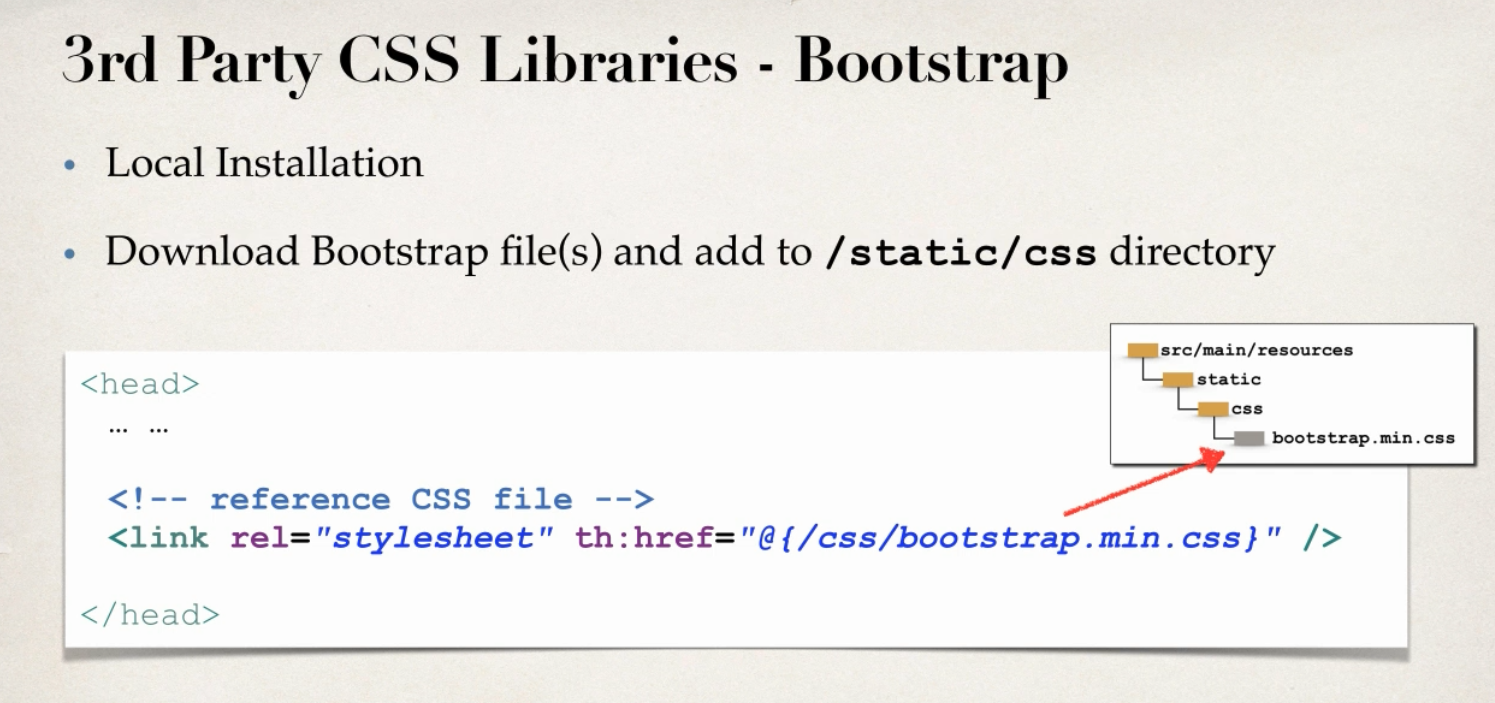 3rd Party CSS Libraries - Bootstrap
• Local Installation
• Download Bootstrap file(s) and add to /static/css directory
src/main/resources
static
css
bootstrap.min.css
<head>
… …
<!-- reference CSS file -->
<link rel="stylesheet" th:href="@{/css/bootstrap.min.css}" />
</head>